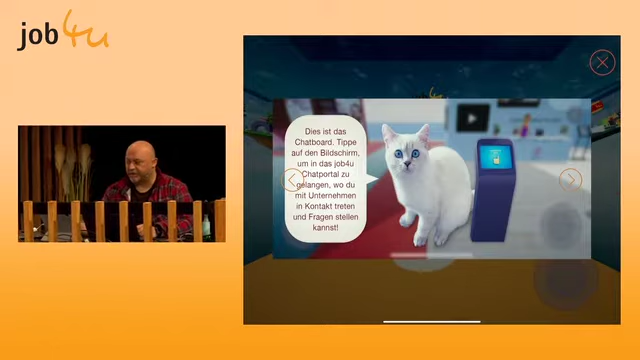 job4u
Dies ist das
Chatboard. Tippe
auf den Bildschirm,
um in das job4u
Chatportal zu
gelangen, wo du
mit Unternehmen
in Kontakt treten
und Fragen stellen
kannst!